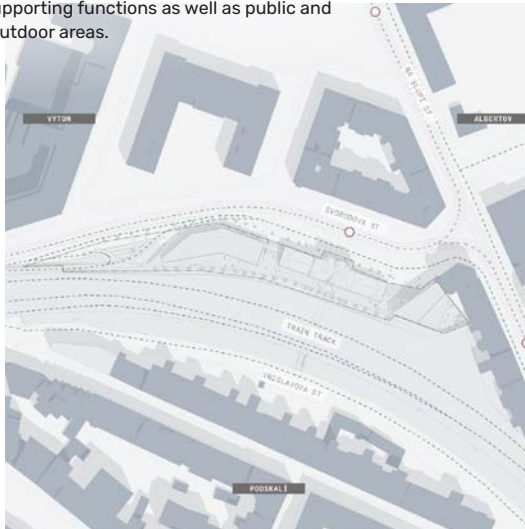 upporting functions as well as public and
utdoor areas.
NA SLUPI ST
VYTON
ALBERTOV
SVOBODOVA ST
TRAIN TRACK
VNISLAVOVA ST
PODSKALÍ